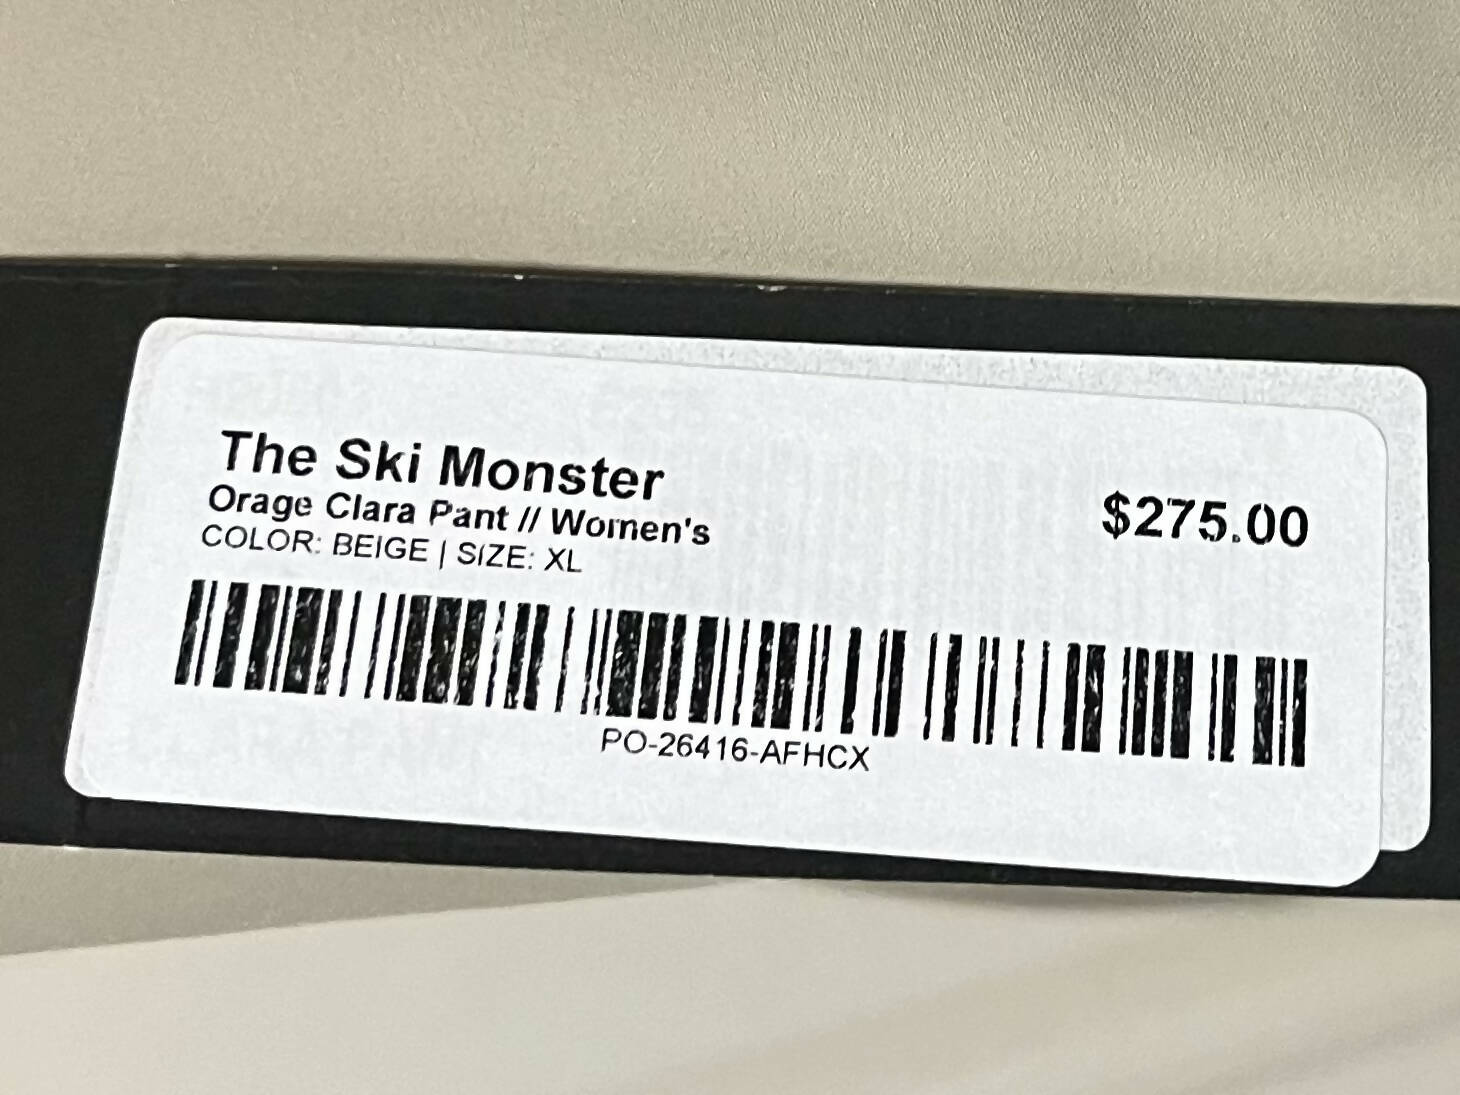 The Ski Monster
Orage Clara Pant // Women's
$275.00
COLOR: BEIGE | SIZE: XL
PO-26416-AFHCX